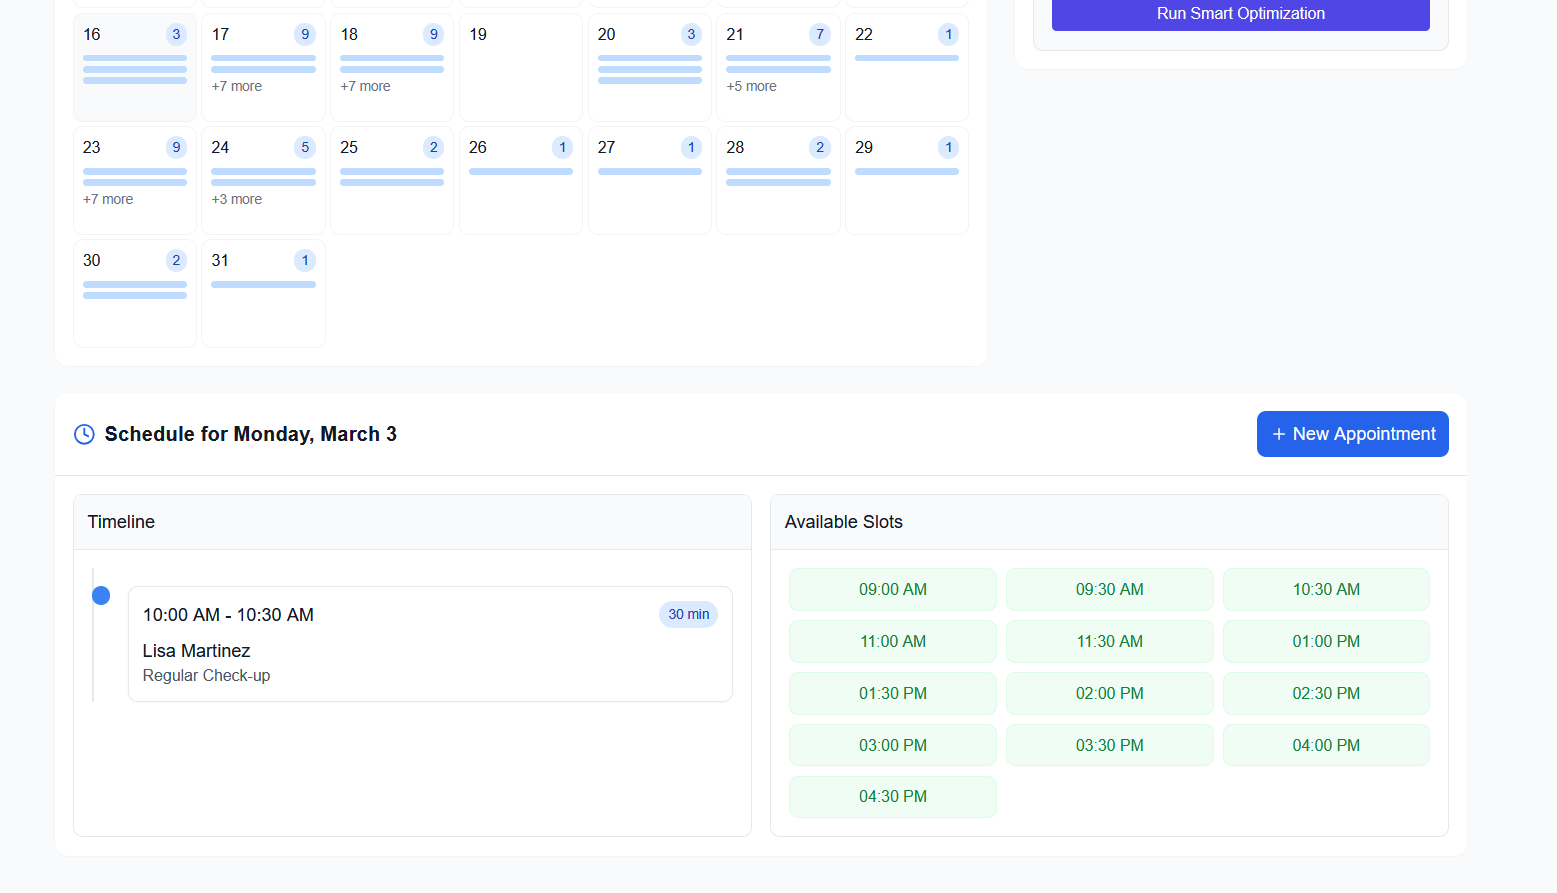 Run Smart Optimization
16 3 17 9 18 9 19 20 3 21 7 22 1
+7 more +7 more +5 more
23 9 24 5 25 2 26 1 27 1 28 2 29 1
+7 more +3 more
30 2 31 1
Schedule for Monday, March 3
+ New Appointment
Timeline
10:00 AM - 10:30 AM 30 min
Lisa Martinez
Regular Check-up
Available Slots
09:00 AM 09:30 AM 10:30 AM
11:00 AM 11:30 AM 01:00 PM
01:30 PM 02:00 PM 02:30 PM
03:00 PM 03:30 PM 04:00 PM
04:30 PM